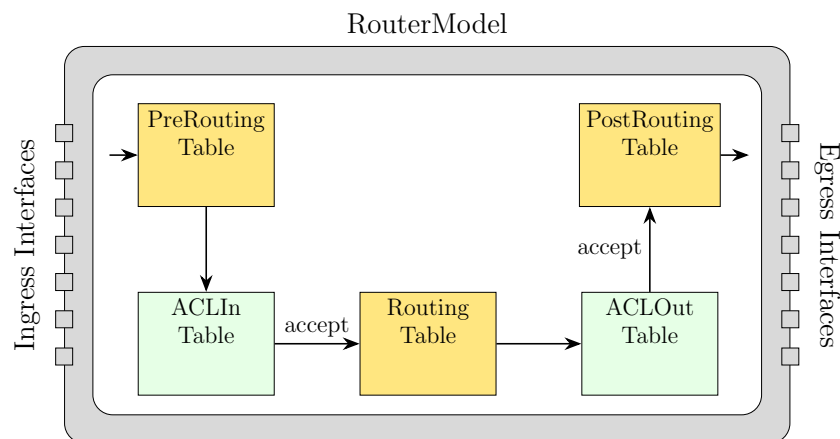 RouterModel
PreRouting
Table
PostRouting
Table
Ingress Interfaces
Egress Interfaces
accept
ACLIn
Table
accept
Routing
Table
ACLOut
Table